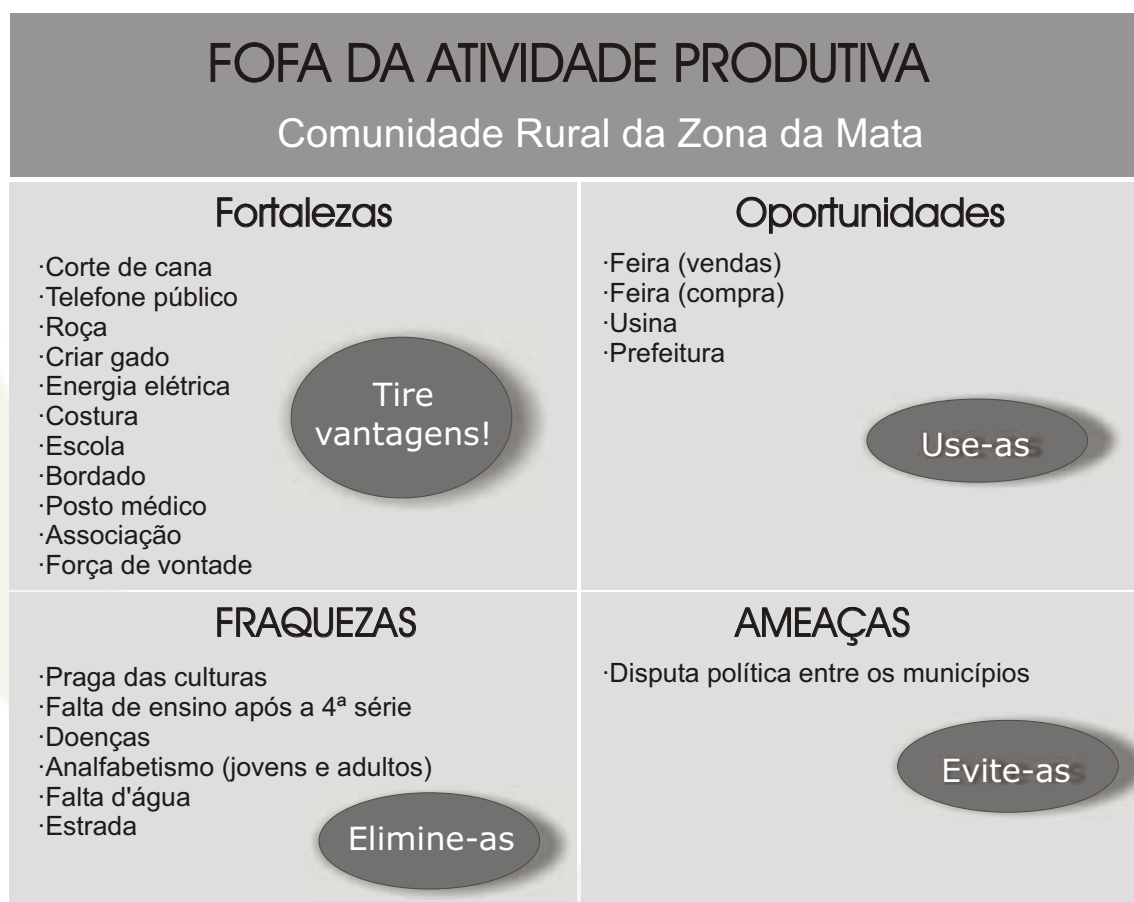 FOFA DA ATIVIDADE PRODUTIVA
Comunidade Rural da Zona da Mata
Fortalezas
·Corte de cana
·Telefone público
·Roça
·Criar gado
·Energia elétrica
·Costura
·Escola
·Bordado
·Posto médico
·Associação
·Força de vontade
Tire
vantagens!
Oportunidades
·Feira (vendas)
·Feira (compra)
·Usina
·Prefeitura
Use-as
FRAQUEZAS
·Praga das culturas
·Falta de ensino após a 4ª série
·Doenças
·Analfabetismo (jovens e adultos)
·Falta d'água
·Estrada
Elimine-as
AMEAÇAS
·Disputa política entre os municípios
Evite-as